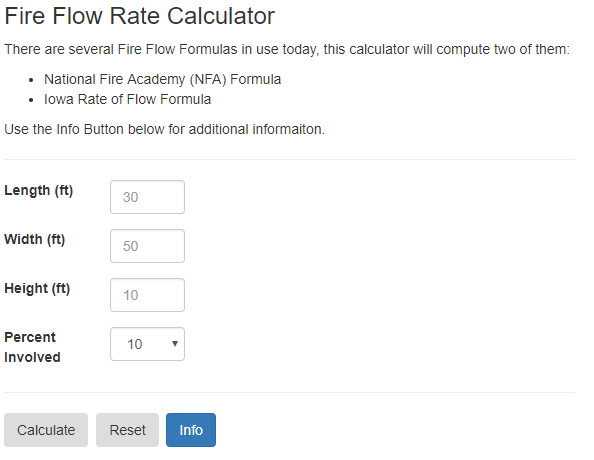 Fire Flow Rate Calculator
There are several Fire Flow Formulas in use today, this calculator will compute two of them:
• National Fire Academy (NFA) Formula
• Iowa Rate of Flow Formula
Use the Info Button below for additional informaiton.
Length (ft) 30
Width (ft) 50
Height (ft) 10
Percent
Involved 10
Calculate Reset Info